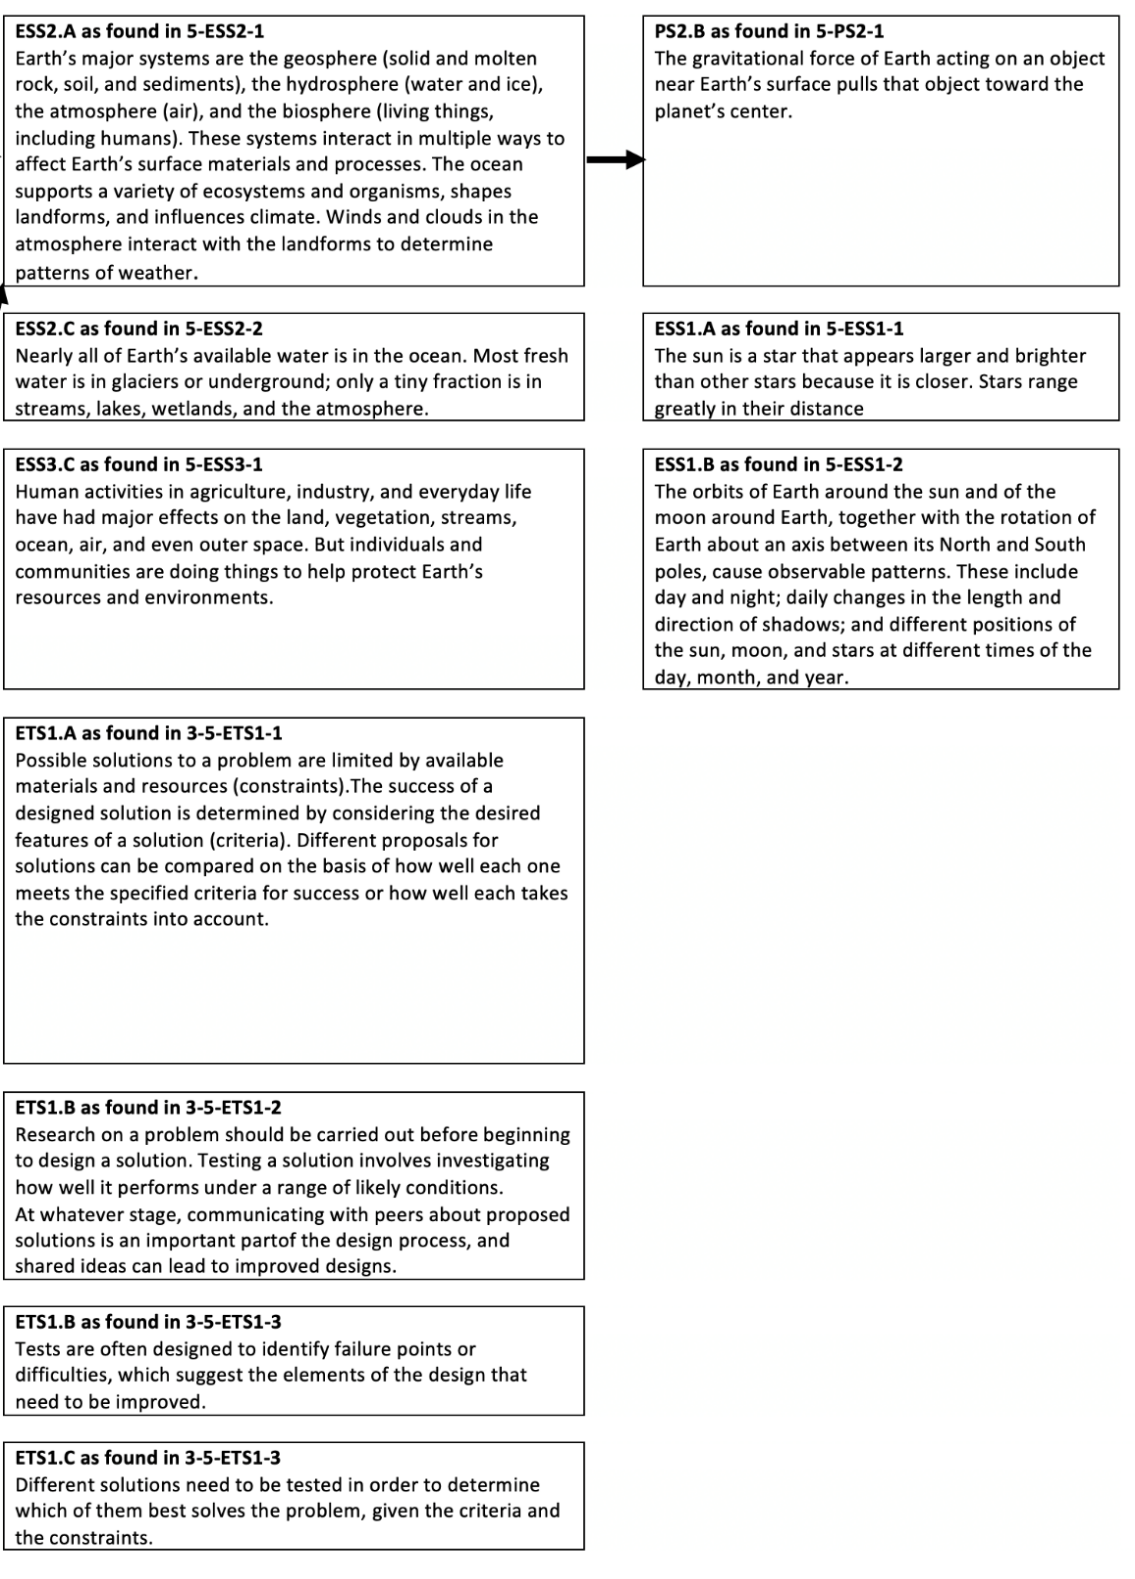 ESS2.A as found in 5-ESS2-1
Earth's major systems are the geosphere (solid and molten
rock, soil, and sediments), the hydrosphere (water and ice),
the atmosphere (air), and the biosphere (living things,
including humans). These systems interact in multiple ways to
affect Earth's surface materials and processes. The ocean
supports a variety of ecosystems and organisms, shapes
landforms, and influences climate. Winds and clouds in the
atmosphere interact with the landforms to determine
patterns of weather.
ESS2.C as found in 5-ESS2-2
Nearly all of Earth's available water is in the ocean. Most fresh
water is in glaciers or underground; only a tiny fraction is in
streams, lakes, wetlands, and the atmosphere.
ESS3.C as found in 5-ESS3-1
Human activities in agriculture, industry, and everyday life
have had major effects on the land, vegetation, streams,
ocean, air, and even outer space. But individuals and
communities are doing things to help protect Earth's
resources and environments.
ETS1.A as found in 3-5-ETS1-1
Possible solutions to a problem are limited by available
materials and resources (constraints).The success of a
designed solution is determined by considering the desired
features of a solution (criteria). Different proposals for
solutions can be compared on the basis of how well each one
meets the specified criteria for success or how well each takes
the constraints into account.
ETS1.B as found in 3-5-ETS1-2
Research on a problem should be carried out before beginning
to design a solution. Testing a solution involves investigating
how well it performs under a range of likely conditions.
At whatever stage, communicating with peers about proposed
solutions is an important partof the design process, and
shared ideas can lead to improved designs.
ETS1.B as found in 3-5-ETS1-3
Tests are often designed to identify failure points or
difficulties, which suggest the elements of the design that
need to be improved.
ETS1.C as found in 3-5-ETS1-3
Different solutions need to be tested in order to determine
which of them best solves the problem, given the criteria and
the constraints.
PS2.B as found in 5-PS2-1
The gravitational force of Earth acting on an object
near Earth's surface pulls that object toward the
planet's center.
ESS1.A as found in 5-ESS1-1
The sun is a star that appears larger and brighter
than other stars because it is closer. Stars range
greatly in their distance
ESS1.B as found in 5-ESS1-2
The orbits of Earth around the sun and of the
moon around Earth, together with the rotation of
Earth about an axis between its North and South
poles, cause observable patterns. These include
day and night; daily changes in the length and
direction of shadows; and different positions of
the sun, moon, and stars at different times of the
day, month, and year.